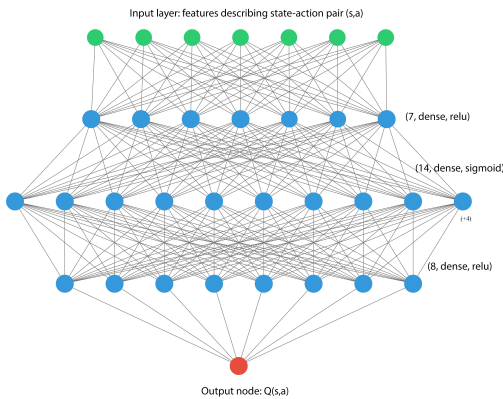 Input layer: features describing state-action pair (s,a)
(7, dense, relu)
(14, dense, sigmoid)
(+4)
(8, dense, relu)
Output node: Q(s,a)